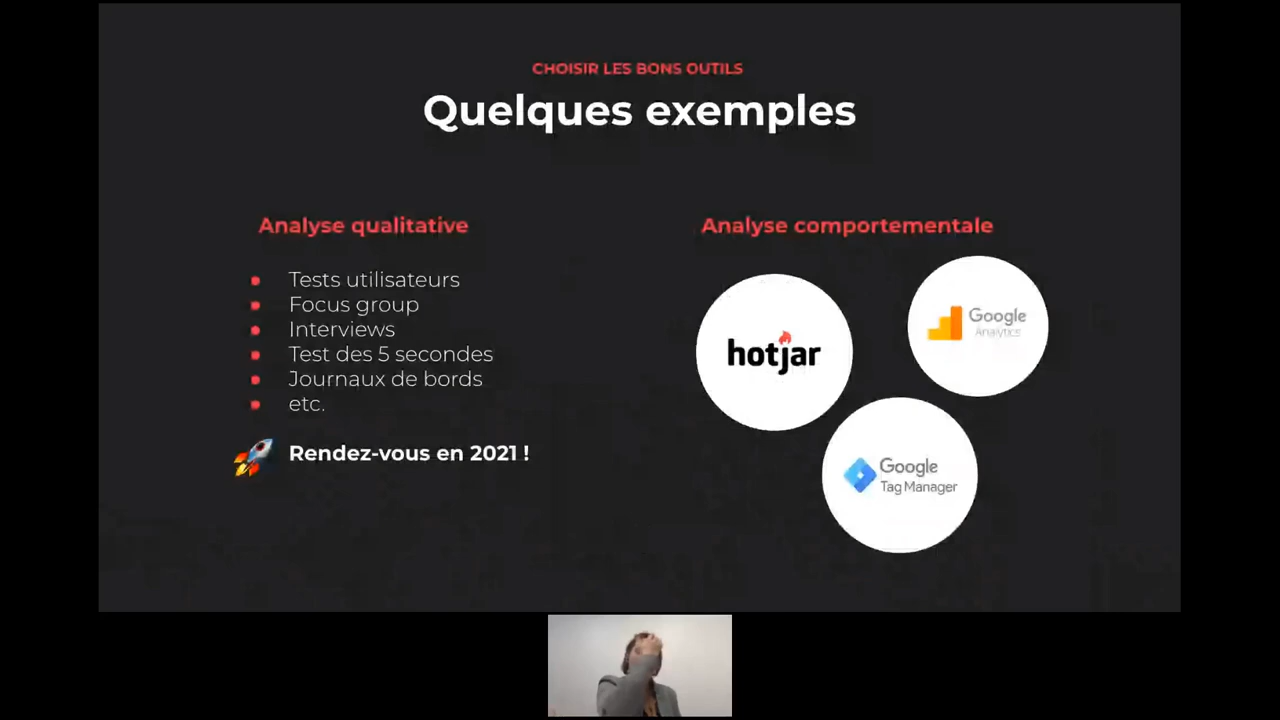 CHOISIR LES BONS OUTILS
Quelques exemples
Analyse qualitative
Tests utilisateurs
Focus group
Interviews
Test des 5 secondes
Journaux de bords
etc.
Rendez-vous en 2021 !
Analyse comportementale
hotjar
Google
Analytics
Google
Tag Manager